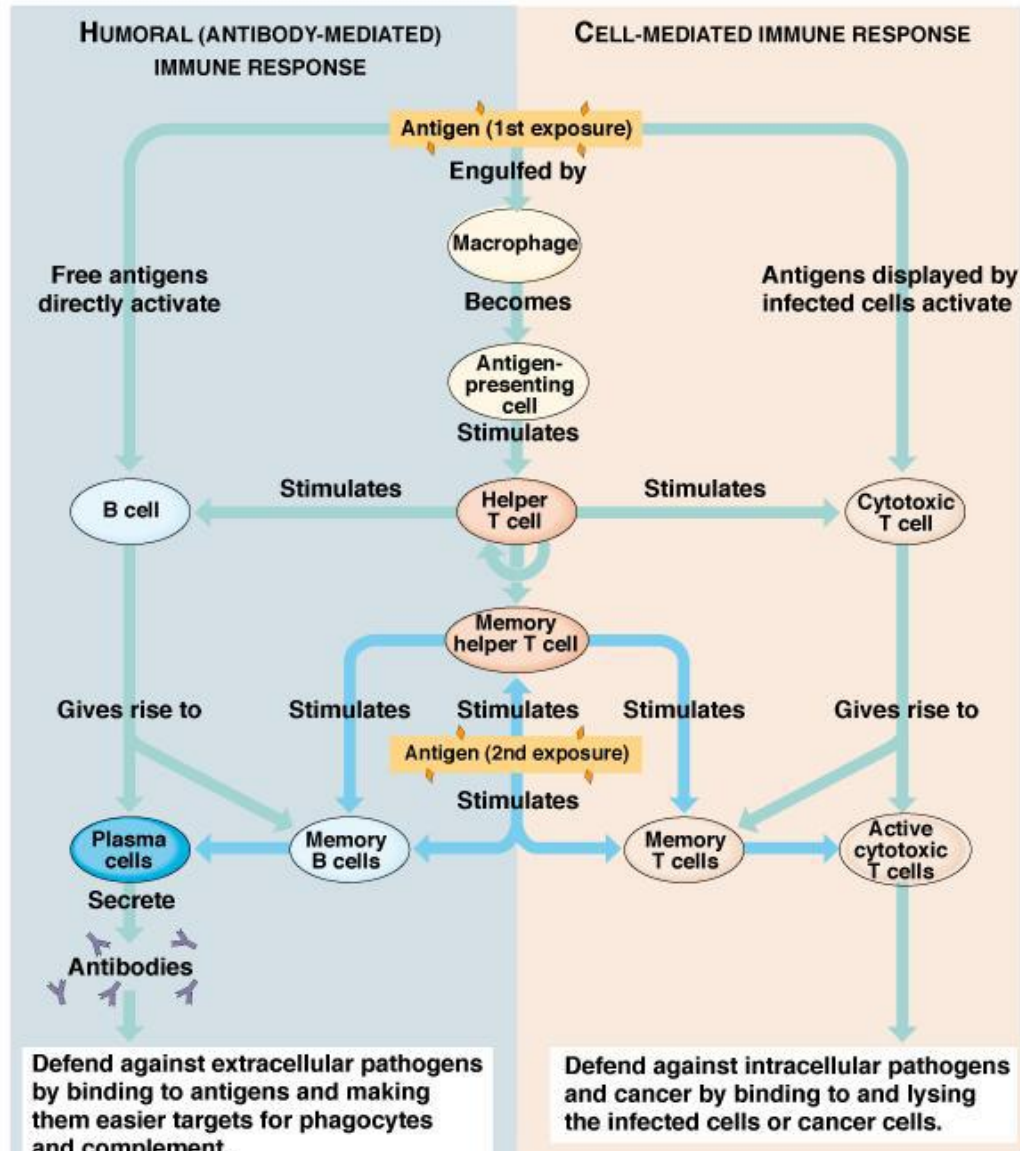 HUMORAL (ANTIBODY-MEDIATED)
IMMUNE RESPONSE
CELL-MEDIATED IMMUNE RESPONSE
Antigen (1st exposure)
Engulfed by
Macrophage
Free antigens
directly activate
Becomes
Antigens displayed by
infected cells activate
Antigen-
presenting
cell
Stimulates
B cell
Stimulates
Helper
T cell
Stimulates
Cytotoxic
T cell
Memory
helper T cell
Gives rise to
Stimulates
Stimulates
Stimulates
Gives rise to
Antigen (2nd exposure)
Stimulates
Plasma
cells
Memory
B cells
Memory
T cells
Active
cytotoxic
T cells
Secrete
Antibodies
Defend against extracellular pathogens
by binding to antigens and making
them easier targets for phagocytes
and complement.
Defend against intracellular pathogens
and cancer by binding to and lysing
the infected cells or cancer cells.